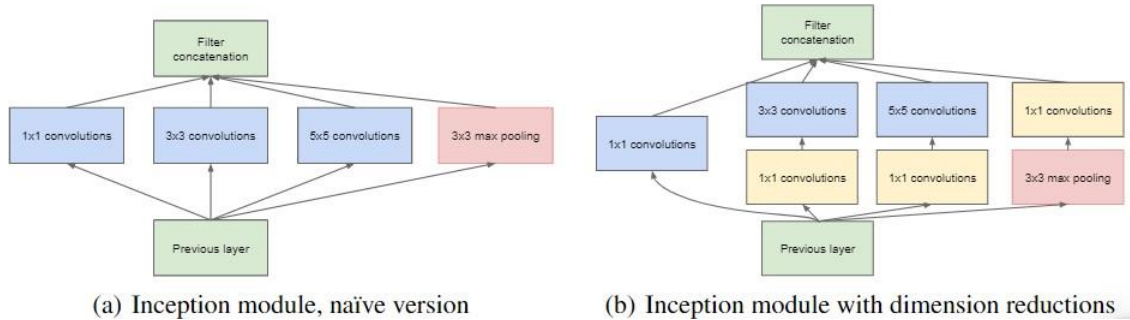 Filter
concatenation
1x1 convolutions
3x3 convolutions
5x5 convolutions
3x3 max pooling
Previous layer
(a) Inception module, naïve version
Filter
concatenation
3x3 convolutions
5x5 convolutions
1x1 convolutions
1x1 convolutions
1x1 convolutions
1x1 convolutions
3x3 max pooling
Previous layer
(b) Inception module with dimension reductions